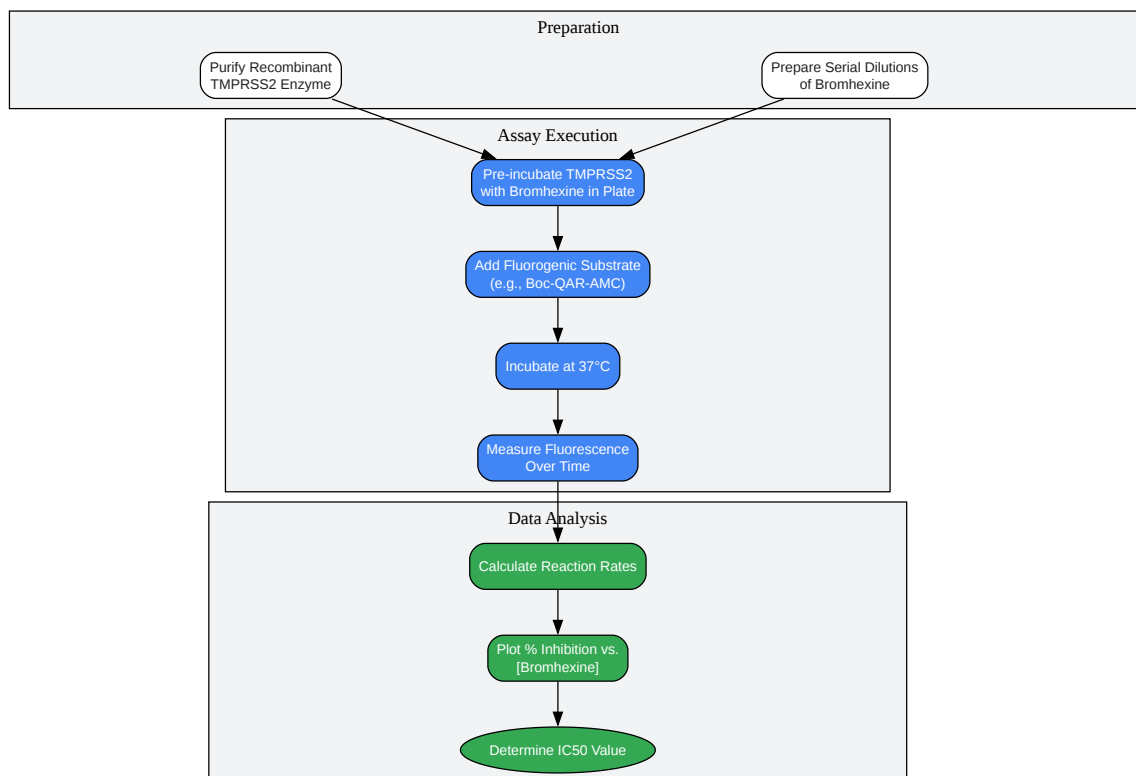 Preparation
Purify Recombinant
TMPRSS2 Enzyme
Prepare Serial Dilutions
of Bromhexine
Assay Execution
Pre-incubate TMPRSS2
with Bromhexine in Plate
Add Fluorogenic Substrate
(e.g., Boc-QAR-AMC)
Incubate at 37°C
Measure Fluorescence
Over Time
Data Analysis
Calculate Reaction Rates
Plot % Inhibition vs.
[Bromhexine]
Determine IC50 Value